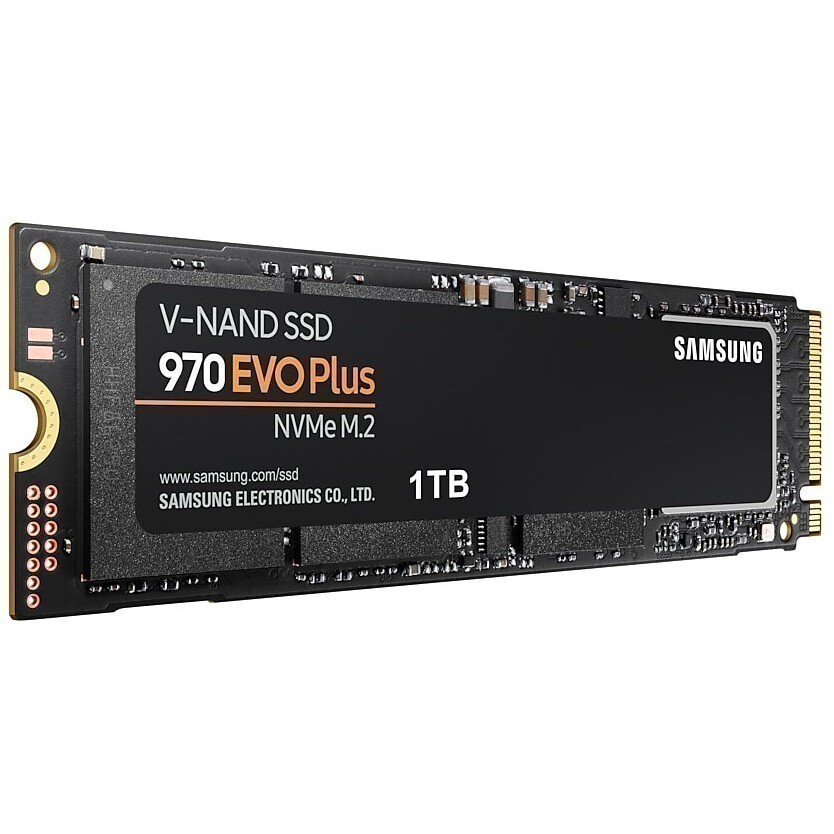 V-NAND SSD
970 EVO Plus
NVMe M.2
www.samsung.com/ssd
SAMSUNG ELECTRONICS CO., LTD.
1TB
SAMSUNG